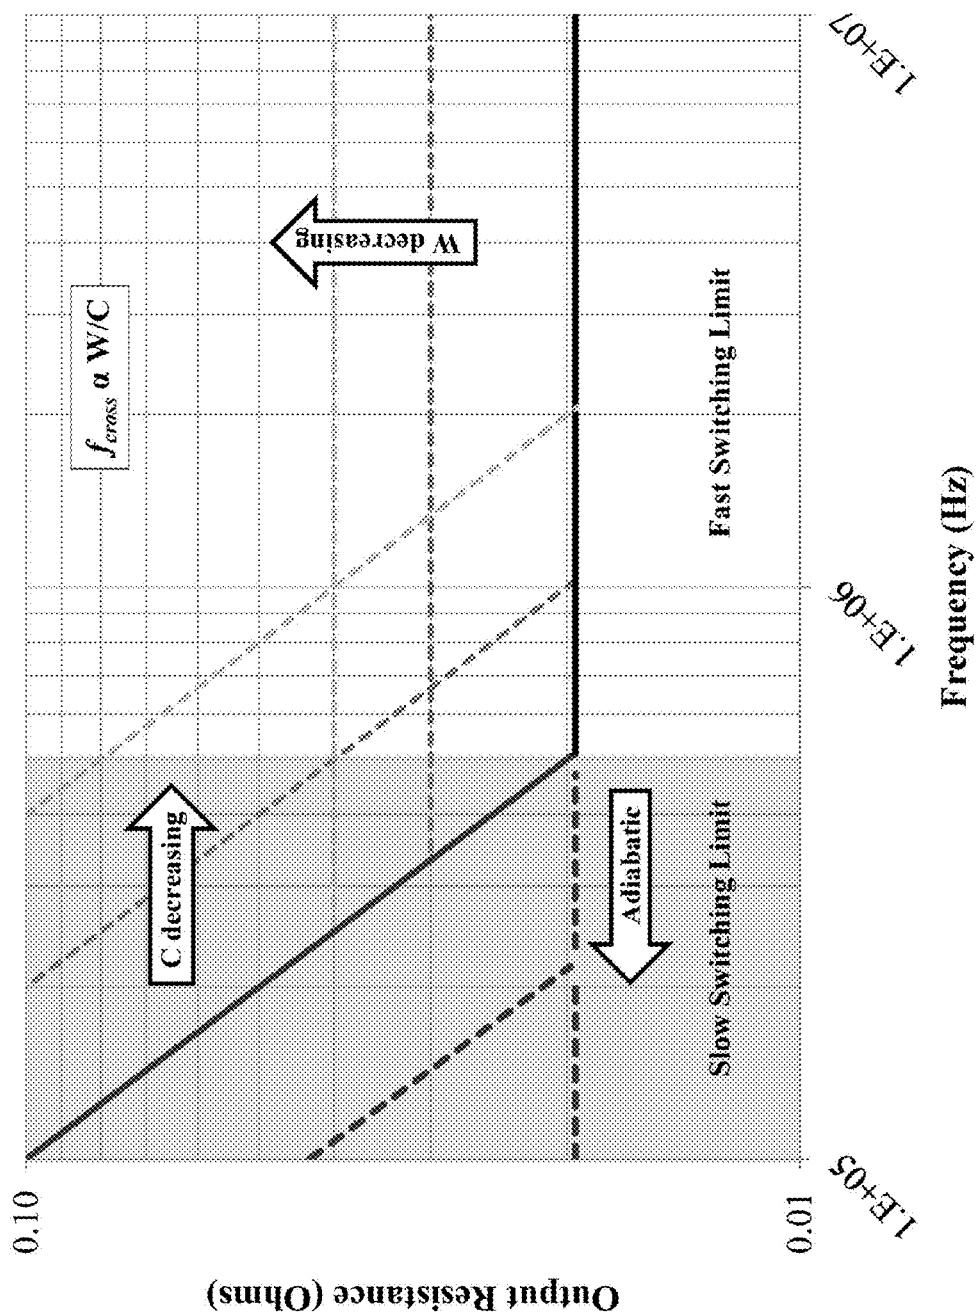 Output Resistance (Ohms)
0.10
0.01
f_cross α W/C
C decreasing
W decreasing
Adiabatic
Slow Switching Limit
Fast Switching Limit
1.E+05
1.E+06
1.E+07
Frequency (Hz)